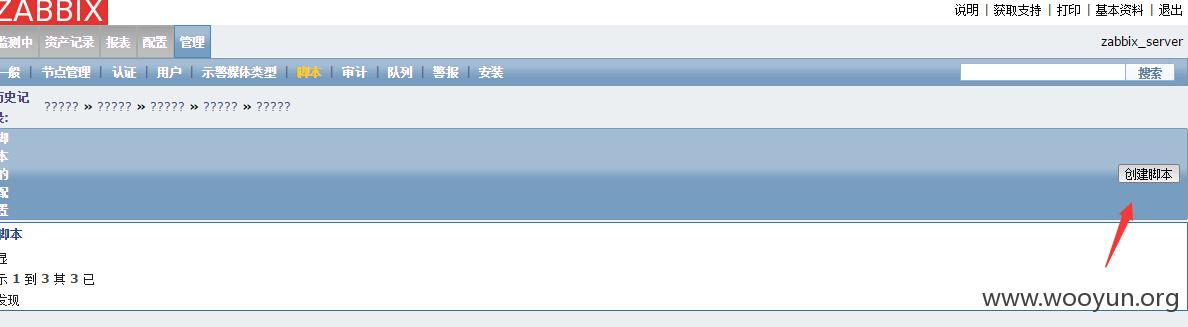 ZABBIX
说明 | 获取支持 | 打印 | 基本资料 | 退出
监测中 资产记录 报表 配置 管理
zabbix_server
一般 | 节点管理 | 认证 | 用户 | 示警媒体类型 | 脚本 | 审计 | 队列 | 警报 | 安装
搜索
历史记
录:
????? » ????? » ????? » ????? » ?????
脚
本
的
配
置
创建脚本
脚本
显
示 1 到 3 其 3 已
发现
www.wooyun.org